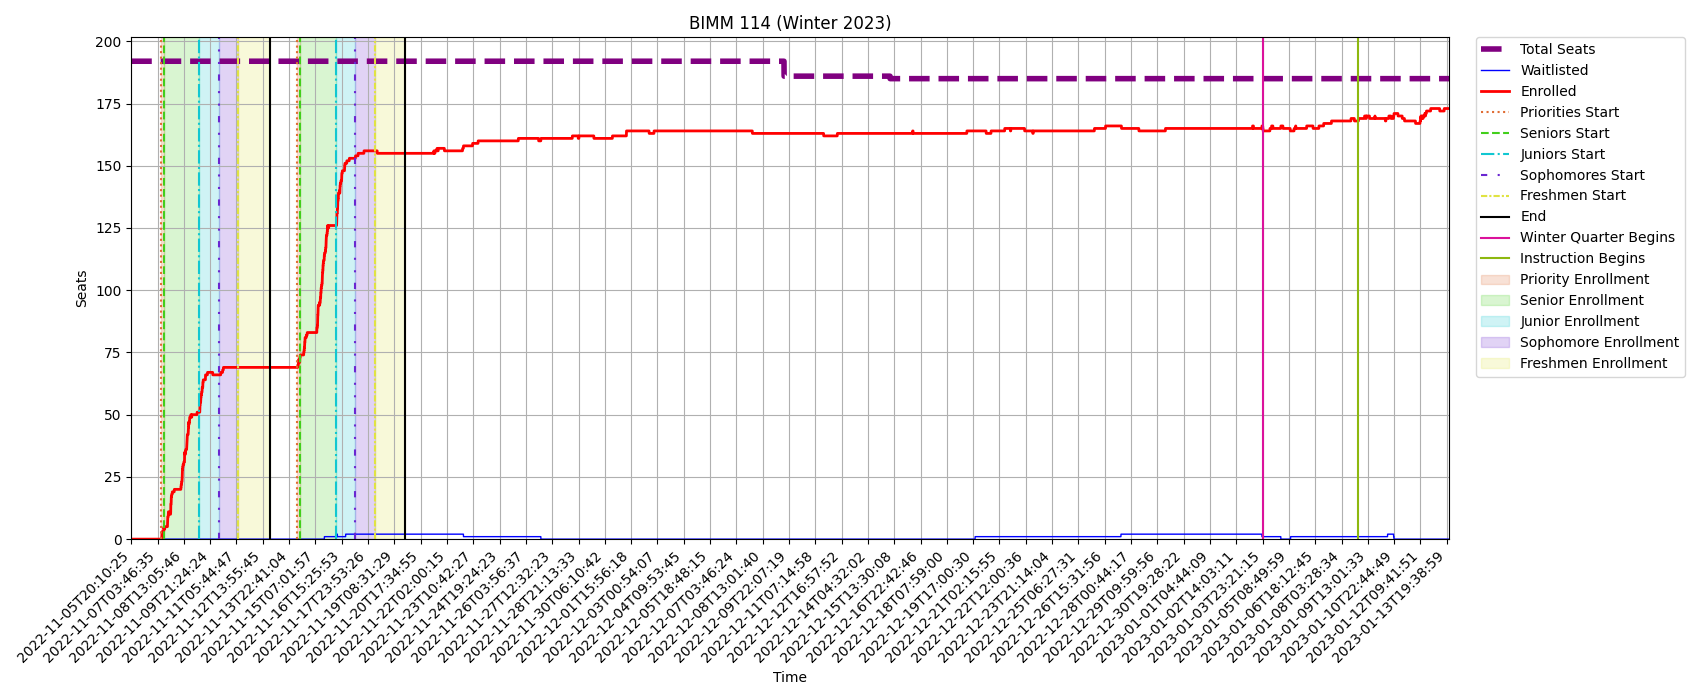 BIMM 114 (Winter 2023)
200
175
150
125
100
75
50
25
0
Seats
2022-11-05T20:10:25
2022-11-07T03:46:35
2022-11-08T13:05:46
2022-11-09T21:24:24
2022-11-11T05:44:47
2022-11-12T13:55:45
2022-11-13T22:41:04
2022-11-15T07:01:57
2022-11-16T15:25:53
2022-11-17T23:53:26
2022-11-19T08:31:29
2022-11-20T17:34:55
2022-11-22T02:00:15
2022-11-23T10:42:27
2022-11-24T19:24:23
2022-11-26T03:56:37
2022-11-27T12:32:23
2022-11-28T21:13:33
2022-11-30T06:10:42
2022-12-01T15:56:18
2022-12-03T00:54:07
2022-12-04T09:53:45
2022-12-05T18:48:15
2022-12-07T03:46:24
2022-12-08T13:01:40
2022-12-09T22:07:19
2022-12-11T07:14:58
2022-12-12T16:57:52
2022-12-14T04:32:02
2022-12-15T13:30:08
2022-12-16T22:42:46
2022-12-18T07:59:00
2022-12-19T17:00:30
2022-12-21T02:15:55
2022-12-22T12:00:36
2022-12-23T21:14:04
2022-12-25T06:27:31
2022-12-26T15:31:56
2022-12-28T00:44:17
2022-12-29T09:59:56
2022-12-30T19:28:22
2023-01-01T04:44:09
2023-01-02T14:03:11
2023-01-03T23:21:15
2023-01-05T08:49:59
2023-01-06T18:12:45
2023-01-08T03:28:34
2023-01-09T13:01:33
2023-01-10T22:44:49
2023-01-12T09:41:51
2023-01-13T19:38:59
Time
Total Seats
Waitlisted
Enrolled
Priorities Start
Seniors Start
Juniors Start
Sophomores Start
Freshmen Start
End
Winter Quarter Begins
Instruction Begins
Priority Enrollment
Senior Enrollment
Junior Enrollment
Sophomore Enrollment
Freshmen Enrollment